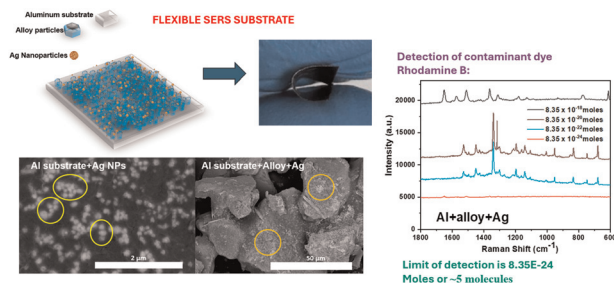 Aluminum substrate
Alloy particles
Ag Nanoparticles
FLEXIBLE SERS SUBSTRATE
Al substrate+Ag NPs
2 µm
Al substrate+Alloy+Ag
50 µm
Detection of contaminant dye
Rhodamine B:
Intensity (a.u.)
20000
15000
10000
5000
0
8.35 x 10⁻¹⁹ moles
8.35 x 10⁻²⁰ moles
8.35 x 10⁻²² moles
8.35 x 10⁻²⁴ moles
Al+alloy+Ag
1800 1600 1400 1200 1000 800 600
Raman Shift (cm⁻¹)
Limit of detection is 8.35E-24
Moles or ~5 molecules